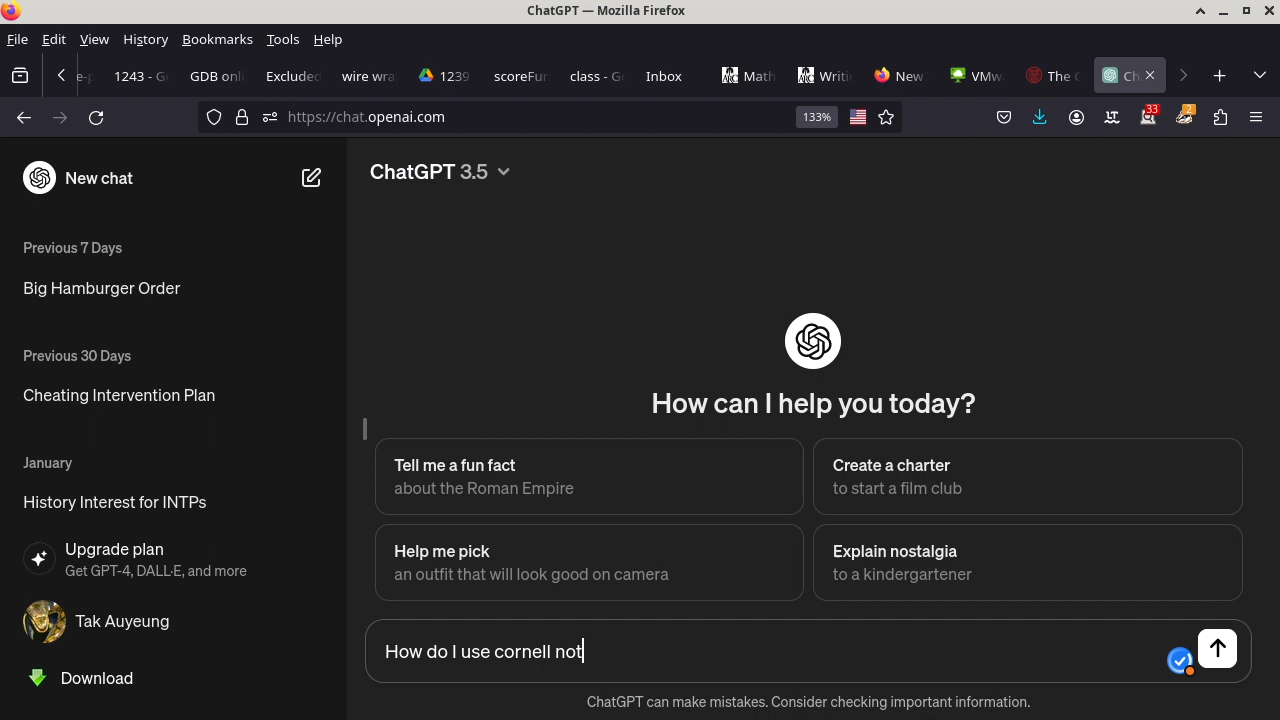 ChatGPT — Mozilla Firefox
File Edit View History Bookmarks Tools Help
1243 - G GDB onl Excluded wire wra 1239 scoreFun class - G Inbox Math Writi New VMw The C Ch
https://chat.openai.com 133% 33 2
New chat
ChatGPT 3.5
Previous 7 Days
Big Hamburger Order
Previous 30 Days
Cheating Intervention Plan
January
History Interest for INTPs
Upgrade plan
Get GPT-4, DALL·E, and more
Tak Auyeung
Download
How can I help you today?
Tell me a fun fact
about the Roman Empire
Create a charter
to start a film club
Help me pick
an outfit that will look good on camera
Explain nostalgia
to a kindergartener
How do I use cornell not
ChatGPT can make mistakes. Consider checking important information.